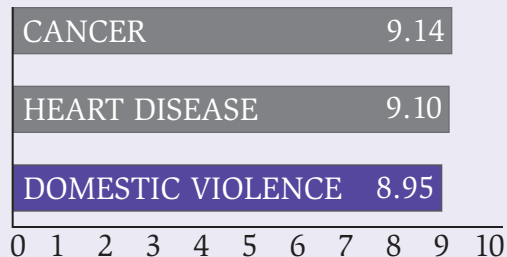 CANCER 9.14
HEART DISEASE 9.10
DOMESTIC VIOLENCE 8.95
0 1 2 3 4 5 6 7 8 9 10